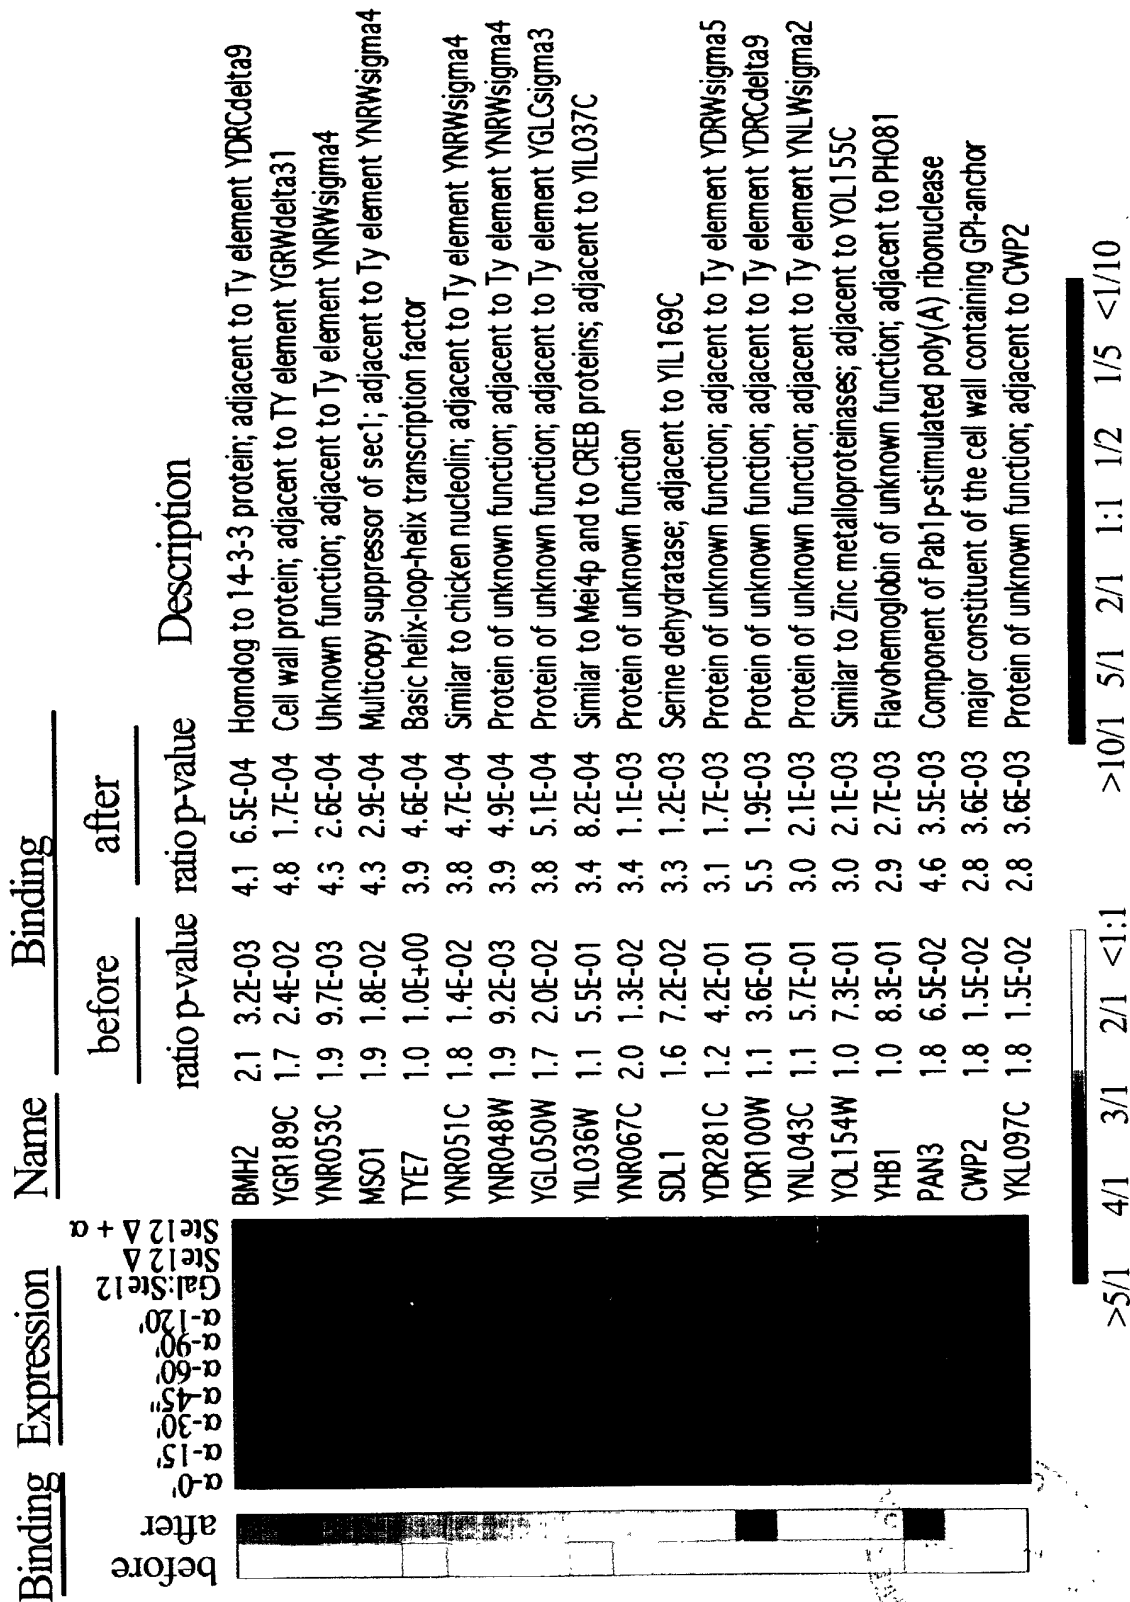 Binding Expression Name Binding
before after α-0' α-15' α-30' α-45" α-60' α-90' α-120' Gal:Ste12 Ste12 Δ Ste12 Δ + α before after Description
ratio p-value ratio p-value
BMH2 2.1 3.2E-03 4.1 6.5E-04 Homolog to 14-3-3 protein; adjacent to Ty element YDRCdelta9
YGR189C 1.7 2.4E-02 4.8 1.7E-04 Cell wall protein; adjacent to TY element YGRWdelta31
YNR053C 1.9 9.7E-03 4.3 2.6E-04 Unknown function; adjacent to Ty element YNRWsigma4
MSO1 1.9 1.8E-02 4.3 2.9E-04 Multicopy suppressor of sec1; adjacent to Ty element YNRWsigma4
TYE7 1.0 1.0E+00 3.9 4.6E-04 Basic helix-loop-helix transcription factor
YNR051C 1.8 1.4E-02 3.8 4.7E-04 Similar to chicken nucleolin; adjacent to Ty element YNRWsigma4
YNR048W 1.9 9.2E-03 3.9 4.9E-04 Protein of unknown function; adjacent to Ty element YNRWsigma4
YGL050W 1.7 2.0E-02 3.8 5.1E-04 Protein of unknown function; adjacent to Ty element YGLCsigma3
YIL036W 1.1 5.5E-01 3.4 8.2E-04 Similar to Mei4p and to CREB proteins; adjacent to YIL037C
YNR067C 2.0 1.3E-02 3.4 1.1E-03 Protein of unknown function
SDL1 1.6 7.2E-02 3.3 1.2E-03 Serine dehydratase; adjacent to YIL169C
YDR281C 1.2 4.2E-01 3.1 1.7E-03 Protein of unknown function; adjacent to Ty element YDRWsigma5
YDR100W 1.1 3.6E-01 5.5 1.9E-03 Protein of unknown function; adjacent to Ty element YDRCdelta9
YNL043C 1.1 5.7E-01 3.0 2.1E-03 Protein of unknown function; adjacent to Ty element YNLWsigma2
YOL154W 1.0 7.3E-01 3.0 2.1E-03 Similar to Zinc metalloproteinases; adjacent to YOL155C
YHB1 1.0 8.3E-01 2.9 2.7E-03 Flavohemoglobin of unknown function; adjacent to PHO81
PAN3 1.8 6.5E-02 4.6 3.5E-03 Component of Pab1p-stimulated poly(A) ribonuclease
CWP2 1.8 1.5E-02 2.8 3.6E-03 major constituent of the cell wall containing GPI-anchor
YKL097C 1.8 1.5E-02 2.8 3.6E-03 Protein of unknown function; adjacent to CWP2
>5/1 4/1 3/1 2/1 <1:1 >10/1 5/1 2/1 1:1 1/2 1/5 <1/10